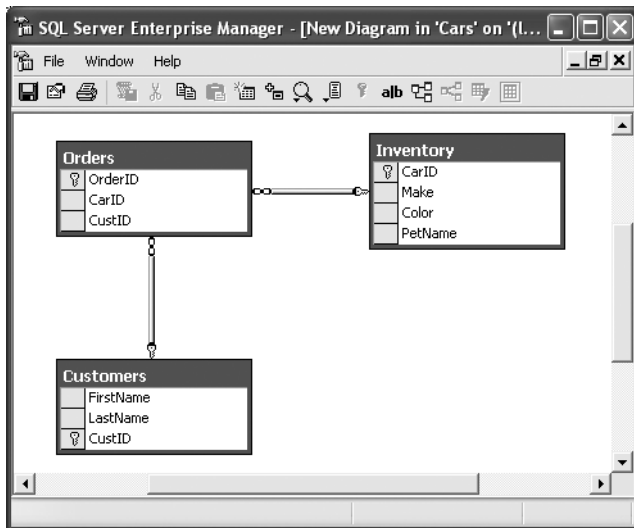 SQL Server Enterprise Manager - [New Diagram in 'Cars' on '(l...
File Window Help
a|b
Orders
OrderID
CarID
CustID
Inventory
CarID
Make
Color
PetName
Customers
FirstName
LastName
CustID